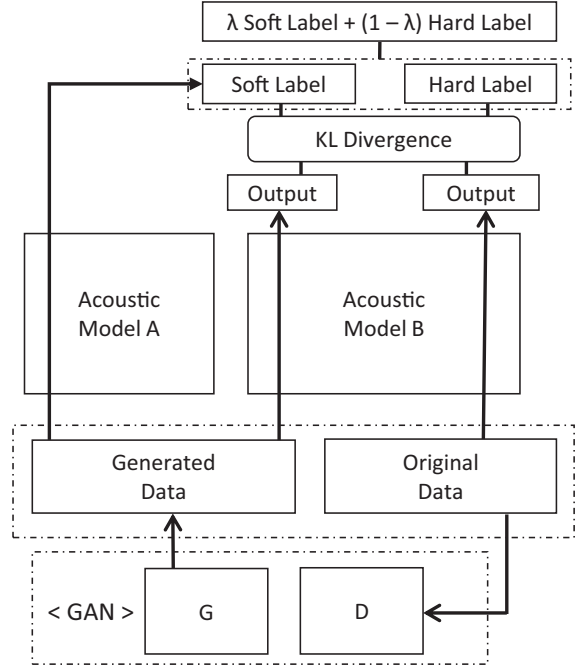 λ Soft Label + (1 – λ) Hard Label
Soft Label
Hard Label
KL Divergence
Output
Output
Acoustic
Model A
Acoustic
Model B
Generated
Data
Original
Data
< GAN >
G
D